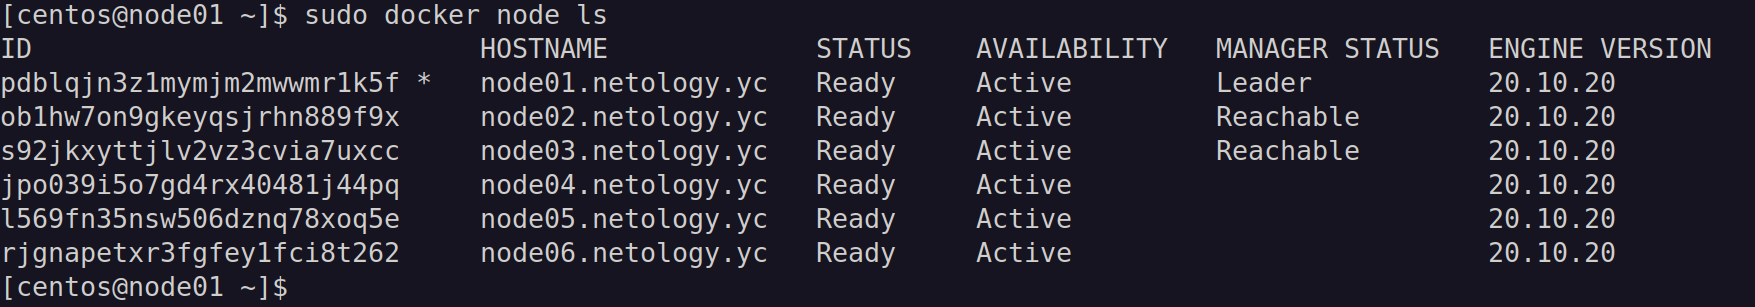 [centos@node01 ~]$ sudo docker node ls
ID                            HOSTNAME             STATUS    AVAILABILITY   MANAGER STATUS   ENGINE VERSION
pdblqjn3z1mymjm2mwwmr1k5f *   node01.netology.yc   Ready     Active         Leader           20.10.20
ob1hw7on9gkeyqsjrhn889f9x     node02.netology.yc   Ready     Active         Reachable        20.10.20
s92jkxyttjlv2vz3cvia7uxcc     node03.netology.yc   Ready     Active         Reachable        20.10.20
jpo039i5o7gd4rx40481j44pq     node04.netology.yc   Ready     Active                          20.10.20
l569fn35nsw506dznq78xoq5e     node05.netology.yc   Ready     Active                          20.10.20
rjgnapetxr3fgfey1fci8t262     node06.netology.yc   Ready     Active                          20.10.20
[centos@node01 ~]$